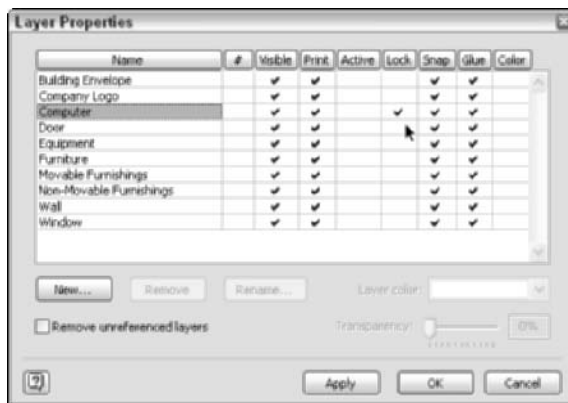 Layer Properties
Name # Visible Print Active Lock Snap Glue Color
Building Envelope
Company Logo
Computer
Door
Equipment
Furniture
Movable Furnishings
Non-Movable Furnishings
Wall
Window
New... Remove Rename... Layer color:
Remove unreferenced layers Transparency: 0%
? Apply OK Cancel